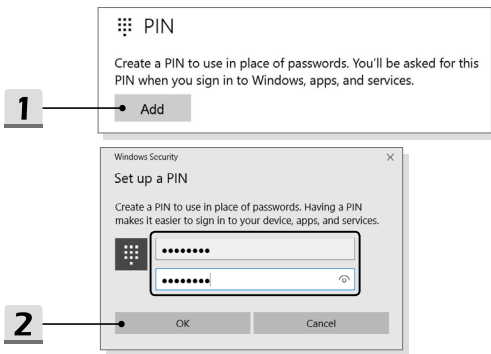 PIN
Create a PIN to use in place of passwords. You'll be asked for this
PIN when you sign in to Windows, apps, and services.
1
Add
Windows Security
Set up a PIN
Create a PIN to use in place of passwords. Having a PIN
makes it easier to sign in to your device, apps, and services.
2
OK Cancel